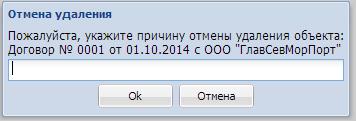 Отмена удаления
Пожалуйста, укажите причину отмены удаления объекта:
Договор № 0001 от 01.10.2014 с ООО "ГлавСевМорПорт"
Ok
Отмена